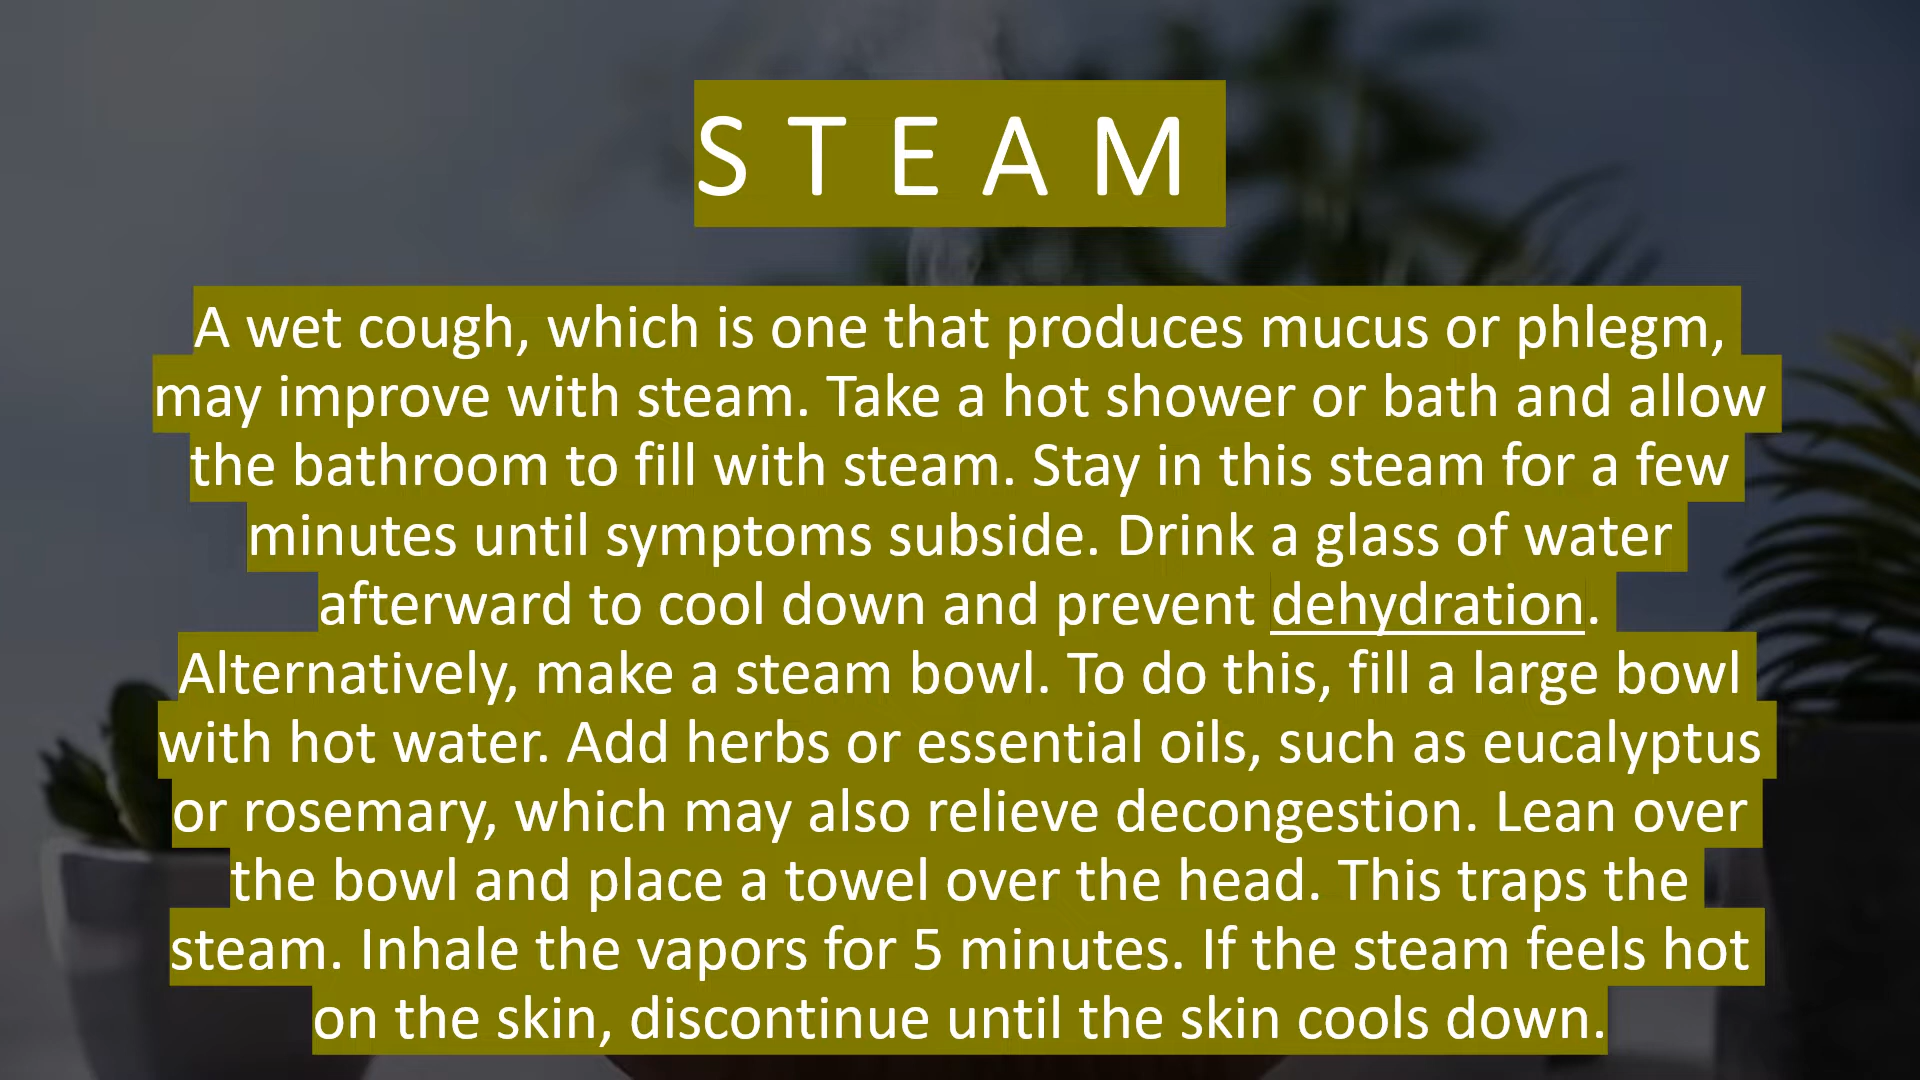 S T E A M
A wet cough, which is one that produces mucus or phlegm,
may improve with steam. Take a hot shower or bath and allow
the bathroom to fill with steam. Stay in this steam for a few
minutes until symptoms subside. Drink a glass of water
afterward to cool down and prevent dehydration.
Alternatively, make a steam bowl. To do this, fill a large bowl
with hot water. Add herbs or essential oils, such as eucalyptus
or rosemary, which may also relieve decongestion. Lean over
the bowl and place a towel over the head. This traps the
steam. Inhale the vapors for 5 minutes. If the steam feels hot
on the skin, discontinue until the skin cools down.